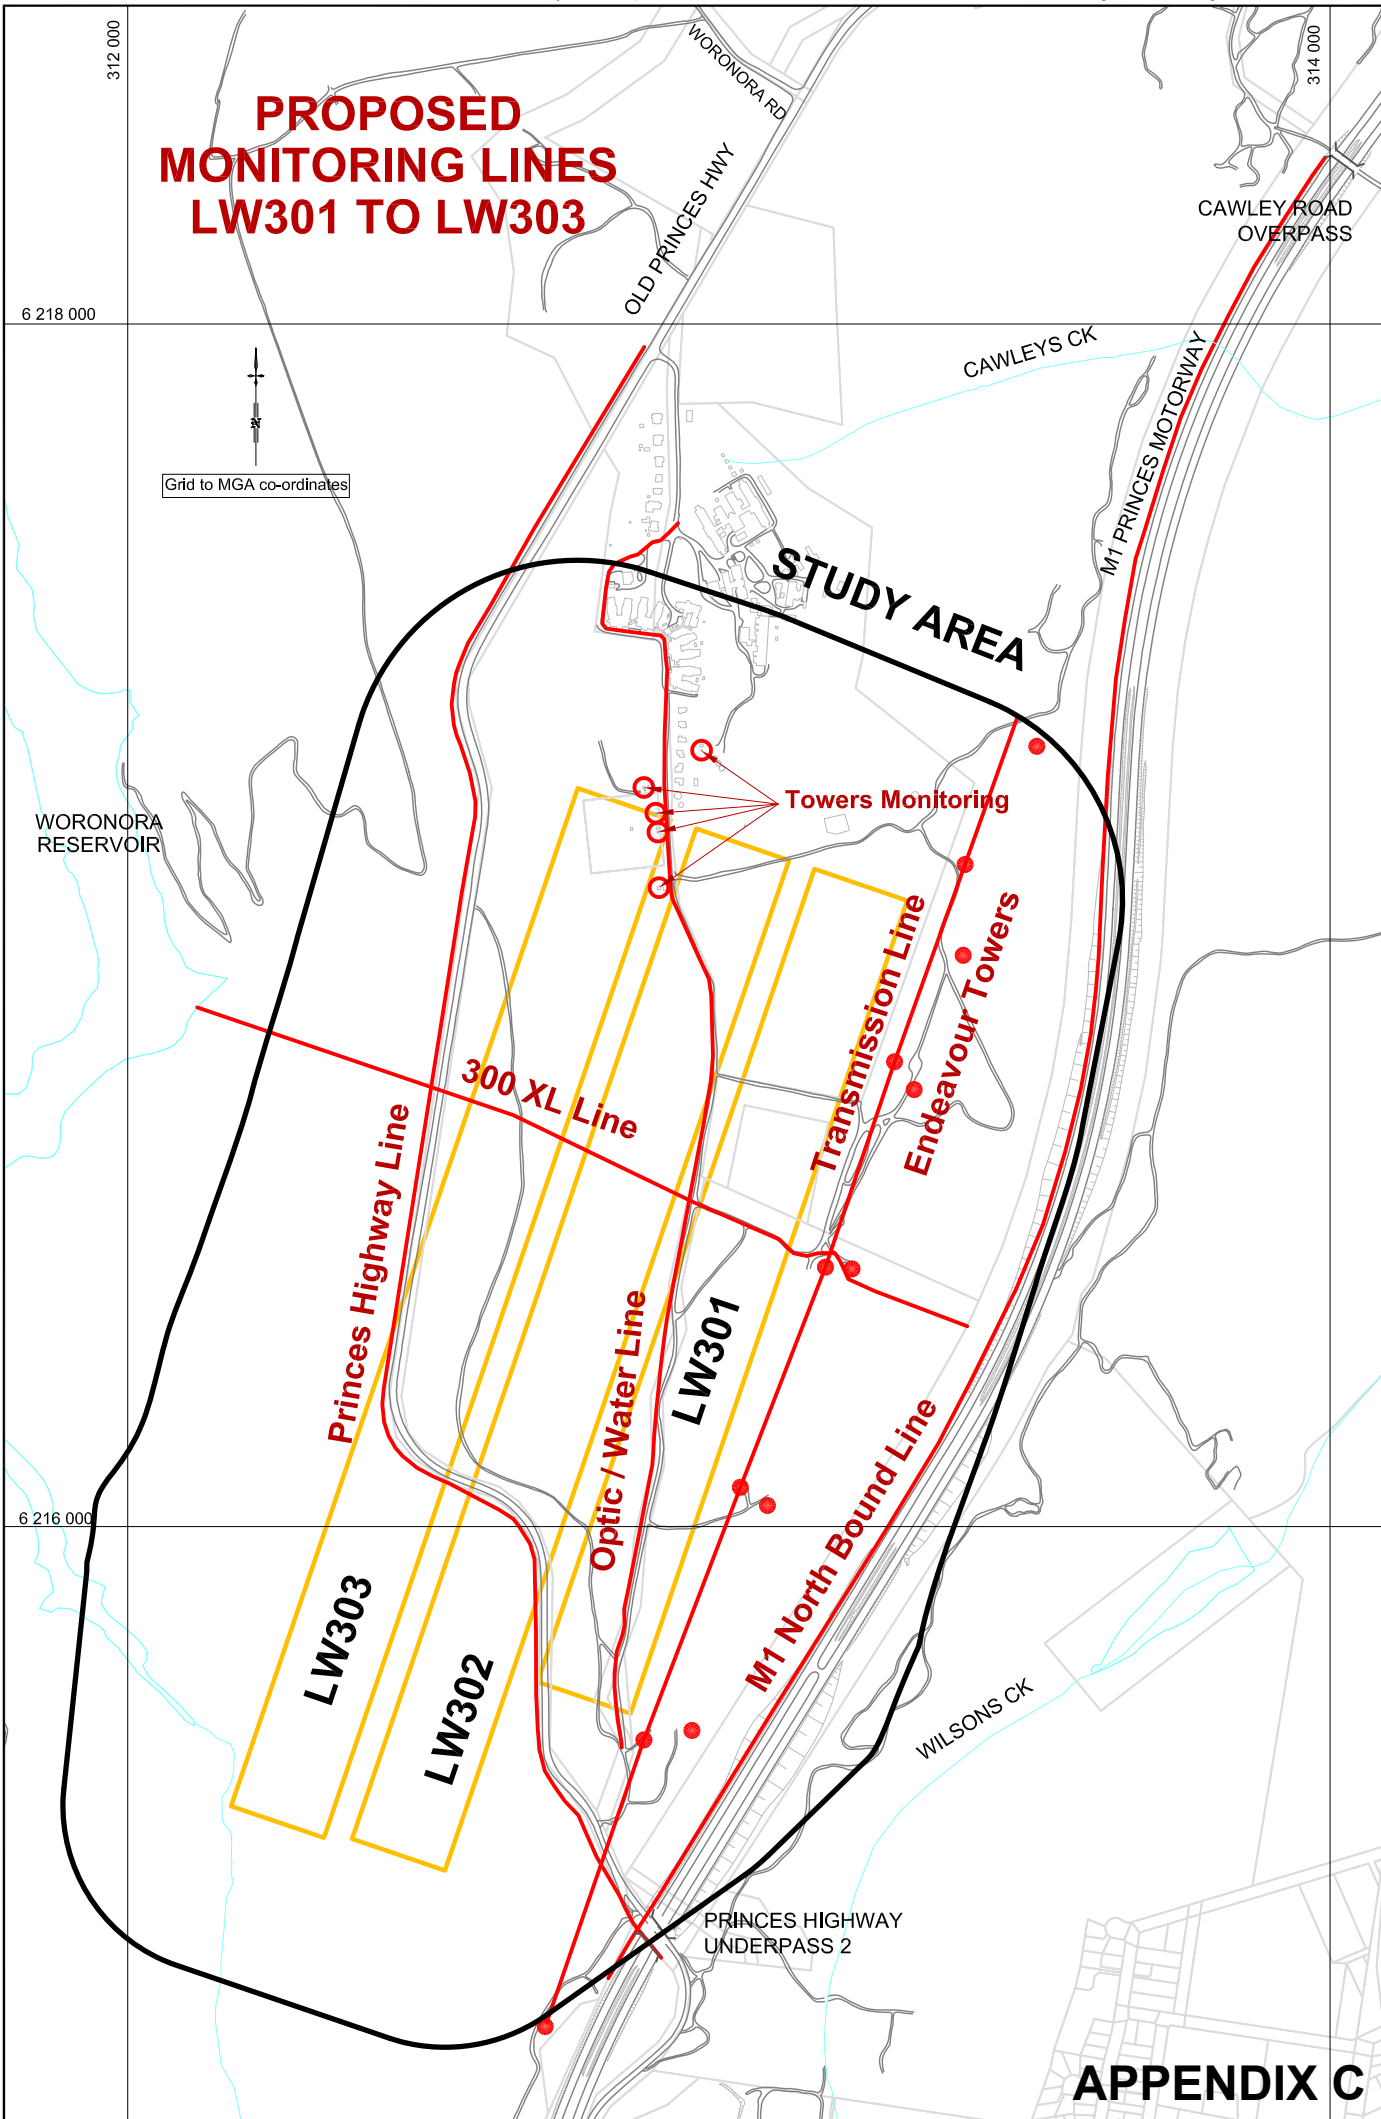 312 000
314 000
WORONORA RD
PROPOSED
MONITORING LINES
LW301 TO LW303
OLD PRINCES HWY
CAWLEY ROAD
OVERPASS
6 218 000
CAWLEYS CK
M1 PRINCES MOTORWAY
N
Grid to MGA co-ordinates
STUDY AREA
Towers Monitoring
WORONORA
RESERVOIR
Transmission Line
Endeavour Towers
300 XL Line
Princes Highway Line
Optic / Water Line
LW301
M1 North Bound Line
6 216 000
LW303
LW302
WILSONS CK
PRINCES HIGHWAY
UNDERPASS 2
APPENDIX C